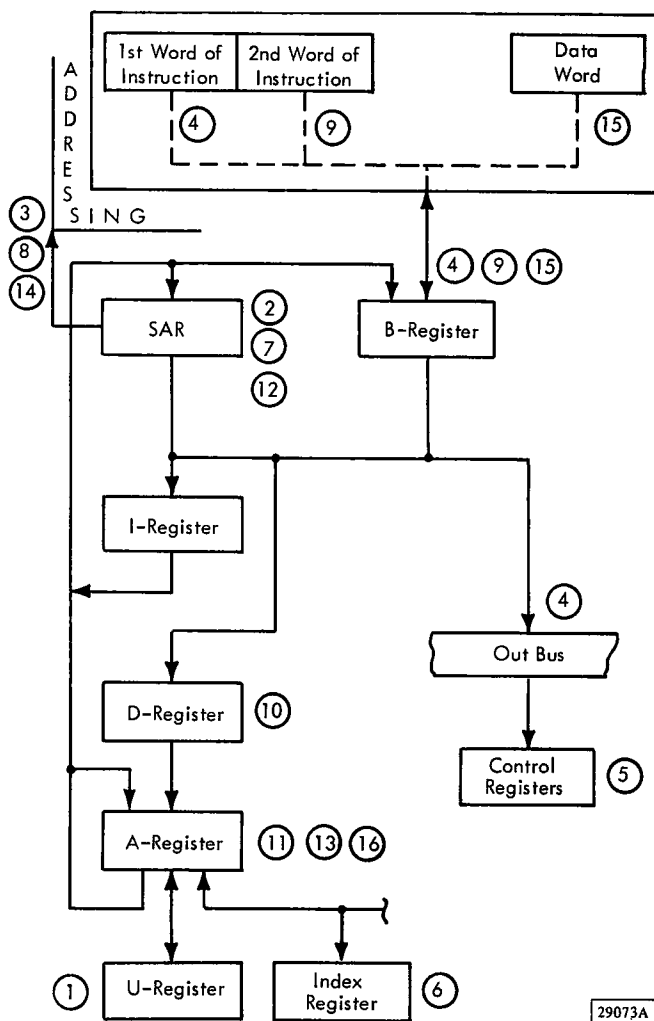 1st Word of Instruction
2nd Word of Instruction
Data Word
4
9
15
ADDRES
SING
3
8
14
4 9 15
SAR
2
7
12
B-Register
I-Register
4
Out Bus
D-Register
10
Control Registers
5
A-Register
11 13 16
1
U-Register
Index Register
6
29073A